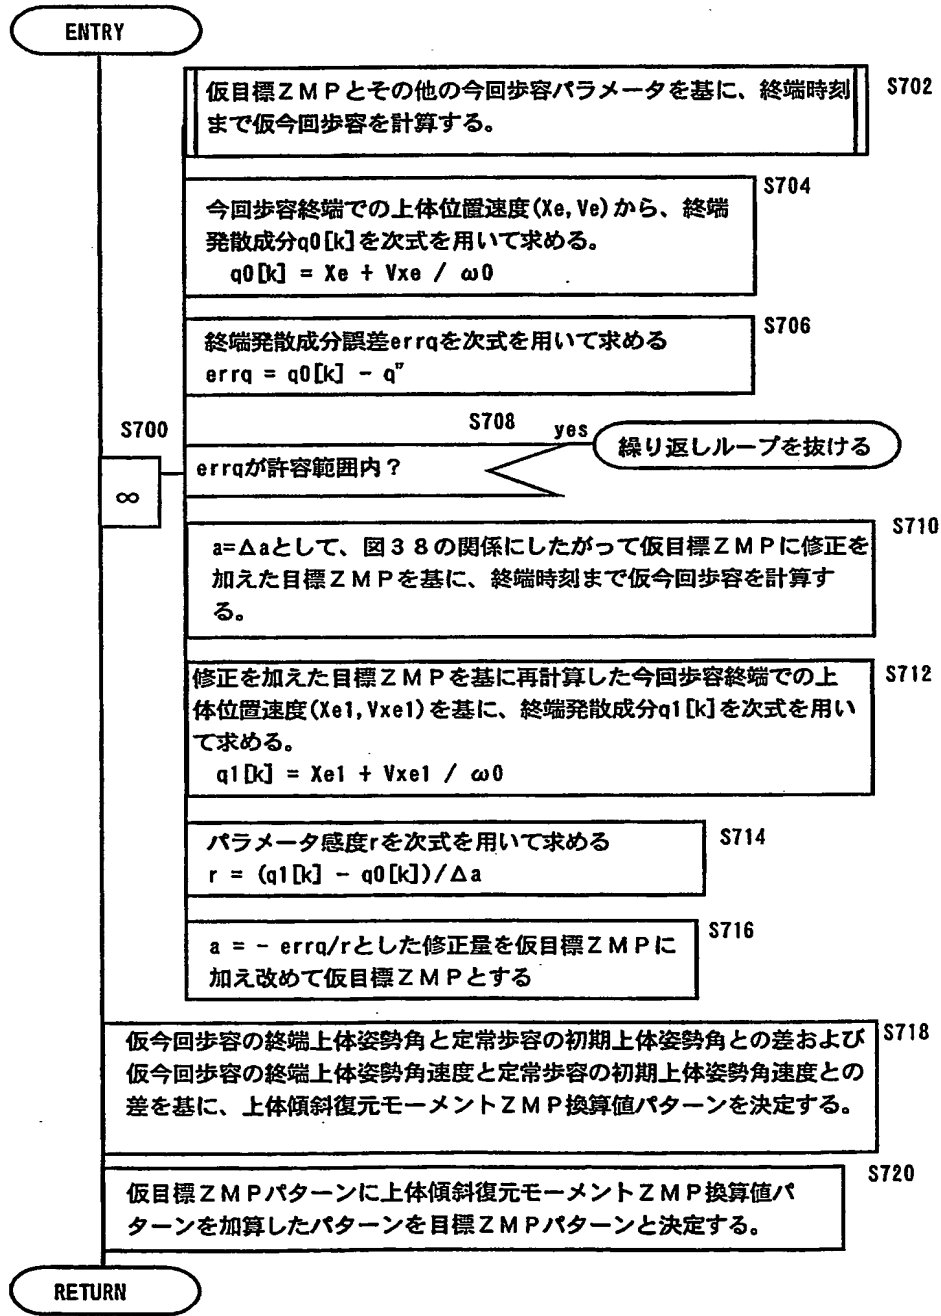 ENTRY
S702
仮目標ZMPとその他の今回歩容パラメータを基に、終端時刻
まで仮今回歩容を計算する。
S704
今回歩容終端での上体位置速度(Xe,Ve)から、終端
発散成分q0[k]を次式を用いて求める。
q0[k] = Xe + Vxe / ω0
S706
終端発散成分誤差errqを次式を用いて求める
errq = q0[k] - q"
S700
∞
S708
yes
繰り返しループを抜ける
errqが許容範囲内?
S710
a=Δaとして、図38の関係にしたがって仮目標ZMPに修正を
加えた目標ZMPを基に、終端時刻まで仮今回歩容を計算す
る。
S712
修正を加えた目標ZMPを基に再計算した今回歩容終端での上
体位置速度(Xe1,Vxe1)を基に、終端発散成分q1[k]を次式を用い
て求める。
q1[k] = Xe1 + Vxe1 / ω0
S714
パラメータ感度rを次式を用いて求める
r = (q1[k] - q0[k])/Δa
S716
a = - errq/rとした修正量を仮目標ZMPに
加え改めて仮目標ZMPとする
S718
仮今回歩容の終端上体姿勢角と定常歩容の初期上体姿勢角との差および
仮今回歩容の終端上体姿勢角速度と定常歩容の初期上体姿勢角速度との
差を基に、上体傾斜復元モーメントZMP換算値パターンを決定する。
S720
仮目標ZMPパターンに上体傾斜復元モーメントZMP換算値パ
ターンを加算したパターンを目標ZMPパターンと決定する。
RETURN